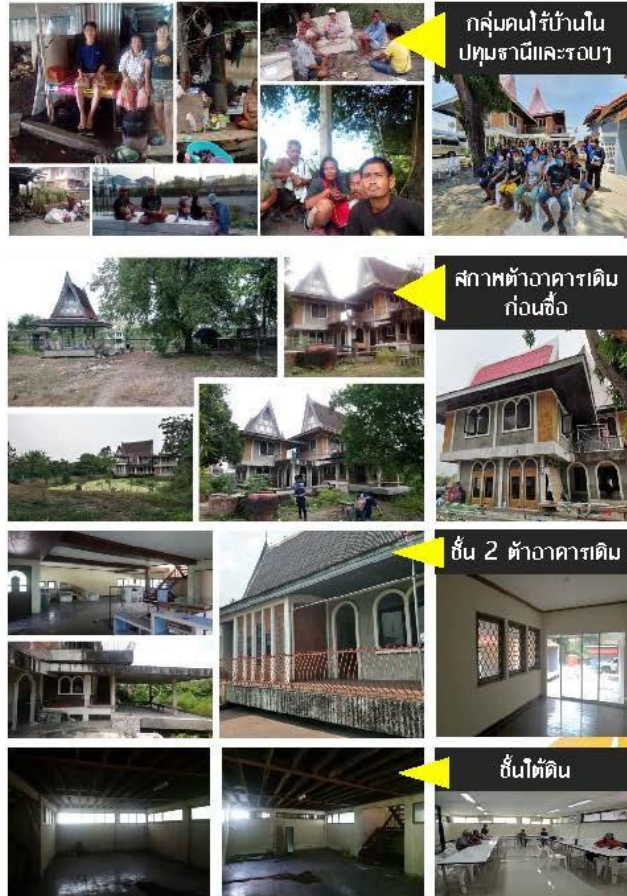 กลุ่มคนไร้บ้านใน
ปทุมธานีและรอบๆ
สภาพตัวอาคารเดิม
ก่อนซื้อ
ชั้น 2 ตัวอาคารเดิม
ชั้นใต้ดิน